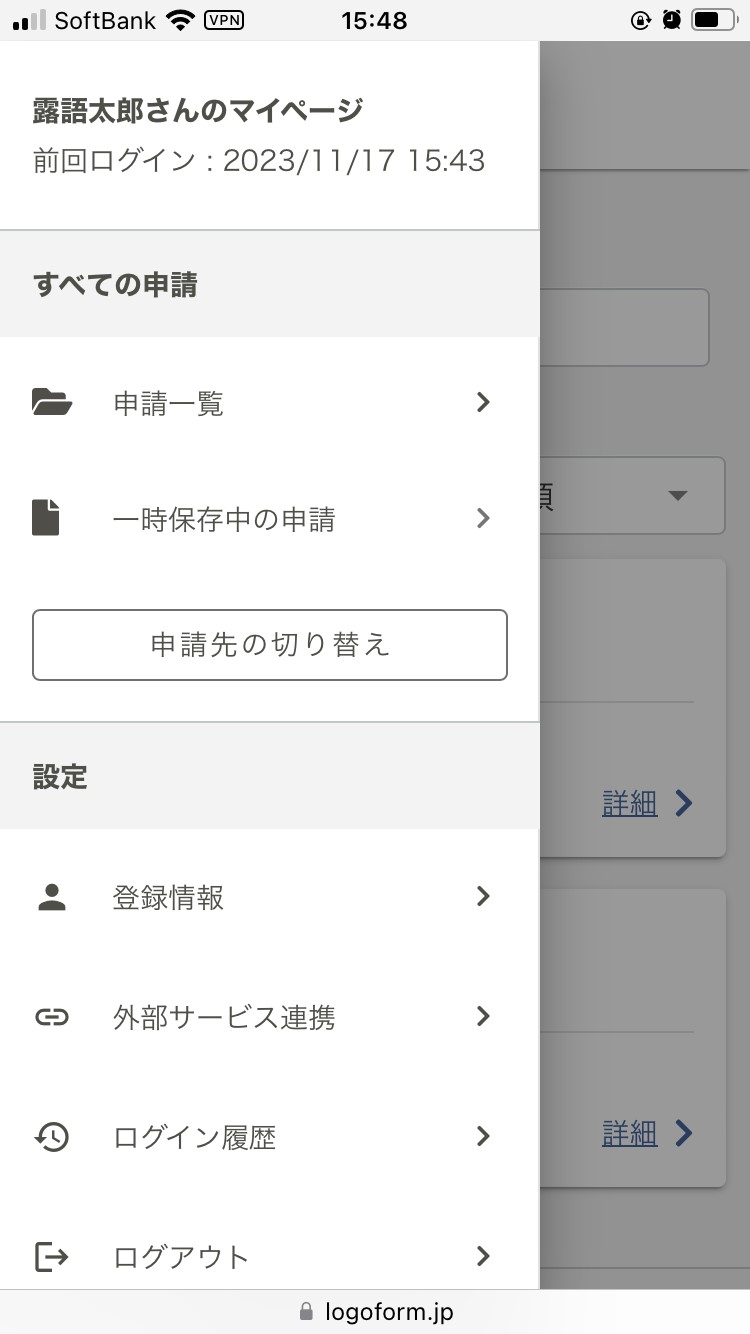 SoftBank VPN 15:48
露語太郎さんのマイページ
前回ログイン : 2023/11/17 15:43
すべての申請
申請一覧
一時保存中の申請
申請先の切り替え
設定
登録情報
外部サービス連携
ログイン履歴
ログアウト
詳細
詳細
logoform.jp